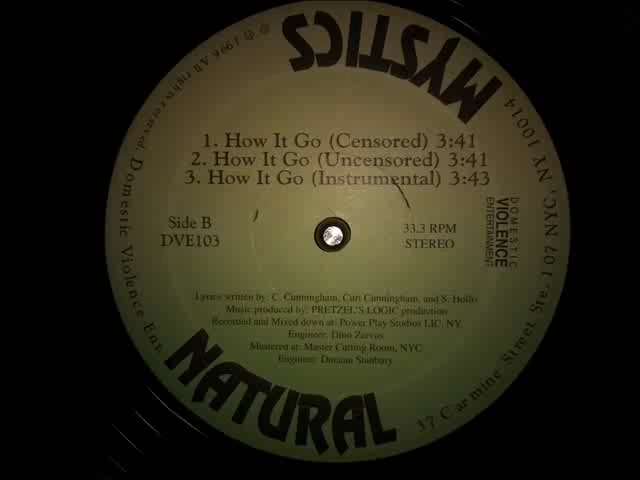 MYSTICS
1. How It Go (Censored) 3:41
2. How It Go (Uncensored) 3:41
3. How It Go (Instrumental) 3:43
Side B
DVE103
33.3 RPM
STEREO
DOMESTIC
VIOLENCE
ENTERTAINMENT
Lyrics written by: C. Cunningham, Curt Cunningham, and S. Hollo
Music produced by: PRETZEL'S LOGIC production
Recorded and Mixed down at: Power Play Studios LIC. NY.
Engineer: Dino Zervos
Mastered at: Master Cutting Room, NYC
Engineer: Duncan Stanbury
NATURAL
37 Carmine Street Ste. 107 NYC, NY 10014
℗ © 1996 All rights reserved. Domestic Violence Ent.